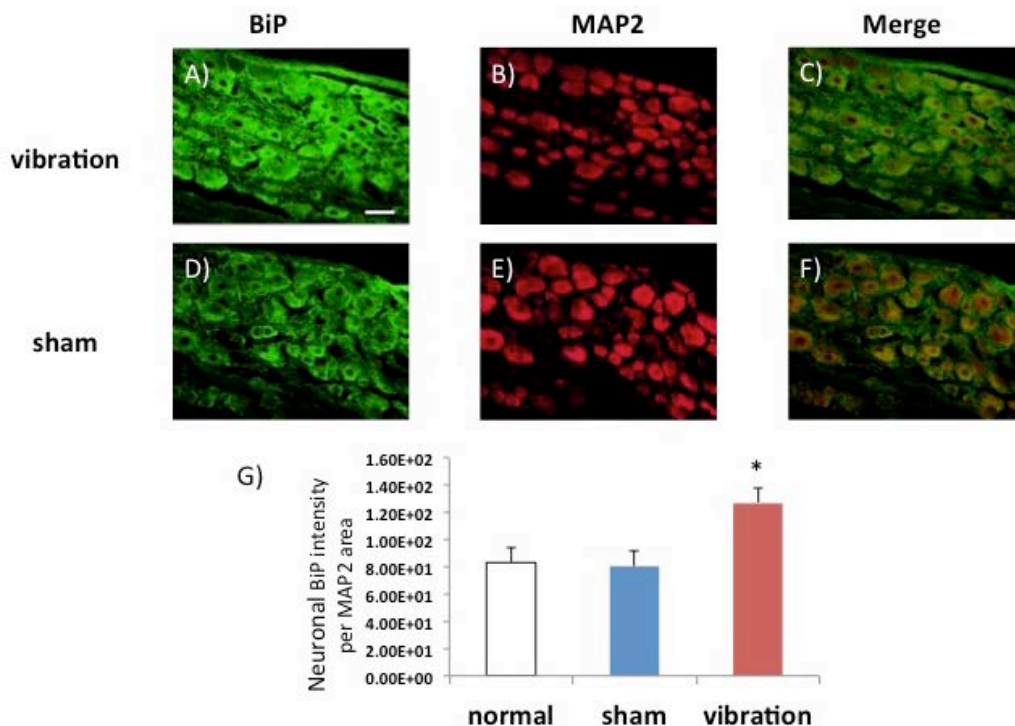 BiP MAP2 Merge
vibration
A) B) C)
sham
D) E) F)
G)
Neuronal BiP intensity
per MAP2 area
1.60E+02
1.40E+02
1.20E+02
1.00E+02
8.00E+01
6.00E+01
4.00E+01
2.00E+01
0.00E+00
*
normal sham vibration